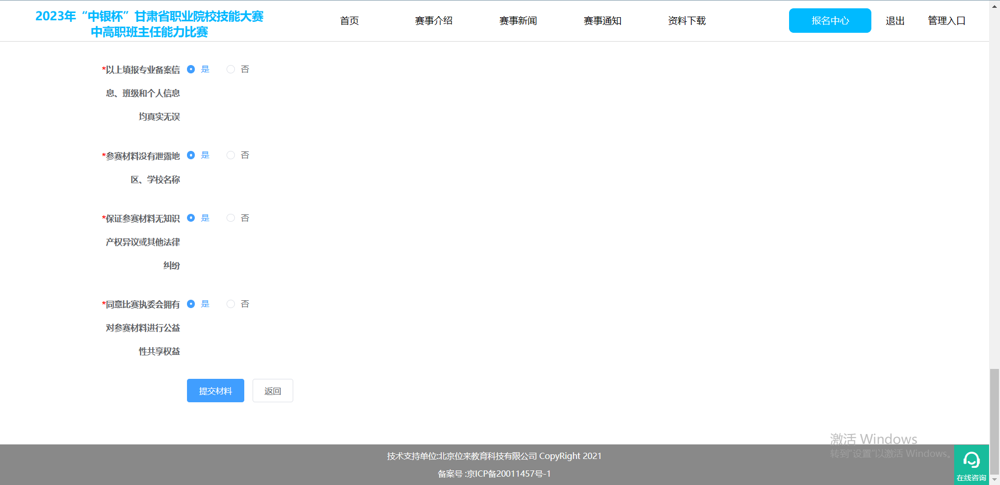 2023年“中银杯”甘肃省职业院校技能大赛
中高职班主任能力比赛
首页 赛事介绍 赛事新闻 赛事通知 资料下载 报名中心 退出 管理入口
*以上填报专业备案信 是 否
息、班级和个人信息
均真实无误
*参赛材料没有泄露地 是 否
区、学校名称
*保证参赛材料无知识 是 否
产权异议或其他法律
纠纷
*同意比赛执委会拥有 是 否
对参赛材料进行公益
性共享权益
提交材料 返回
激活 Windows
转到"设置"以激活 Windows。
技术支持单位:北京位来教育科技有限公司 CopyRight 2021
备案号 :京ICP备20011457号-1
在线咨询